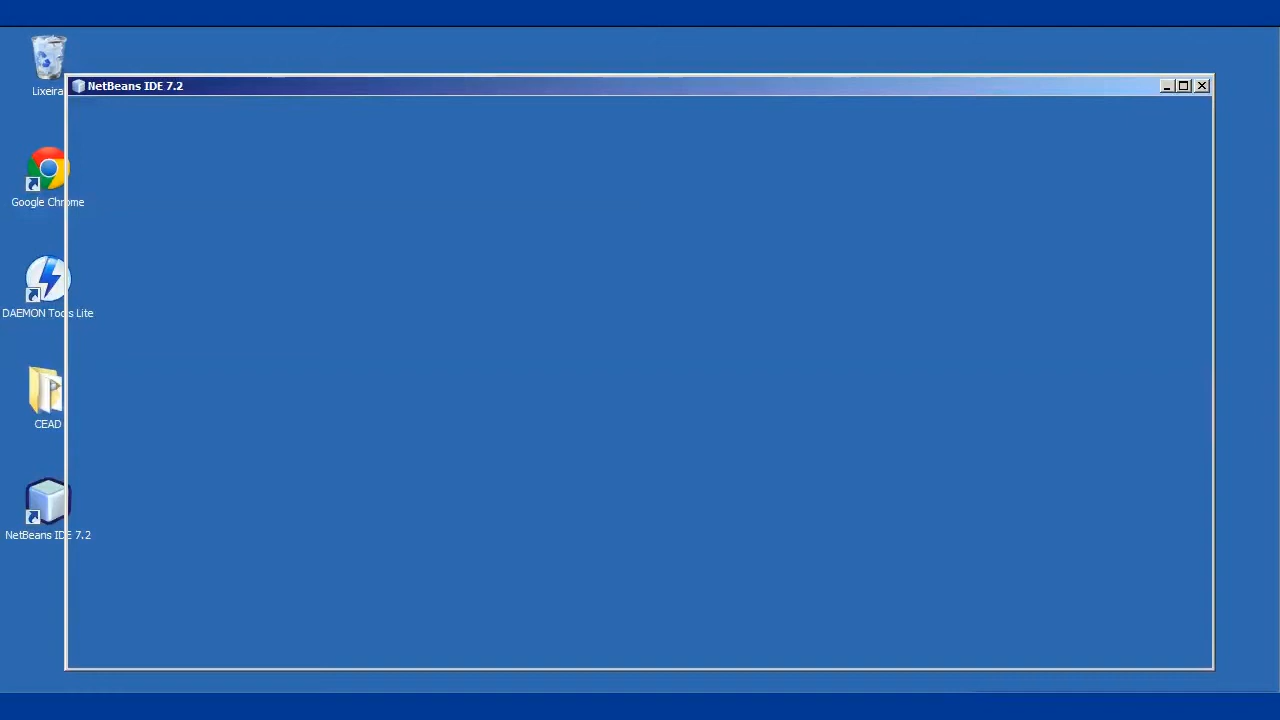 NetBeans IDE 7.2
Lixeira
Google Chrome
DAEMON Tools Lite
CEAD
NetBeans IDE 7.2